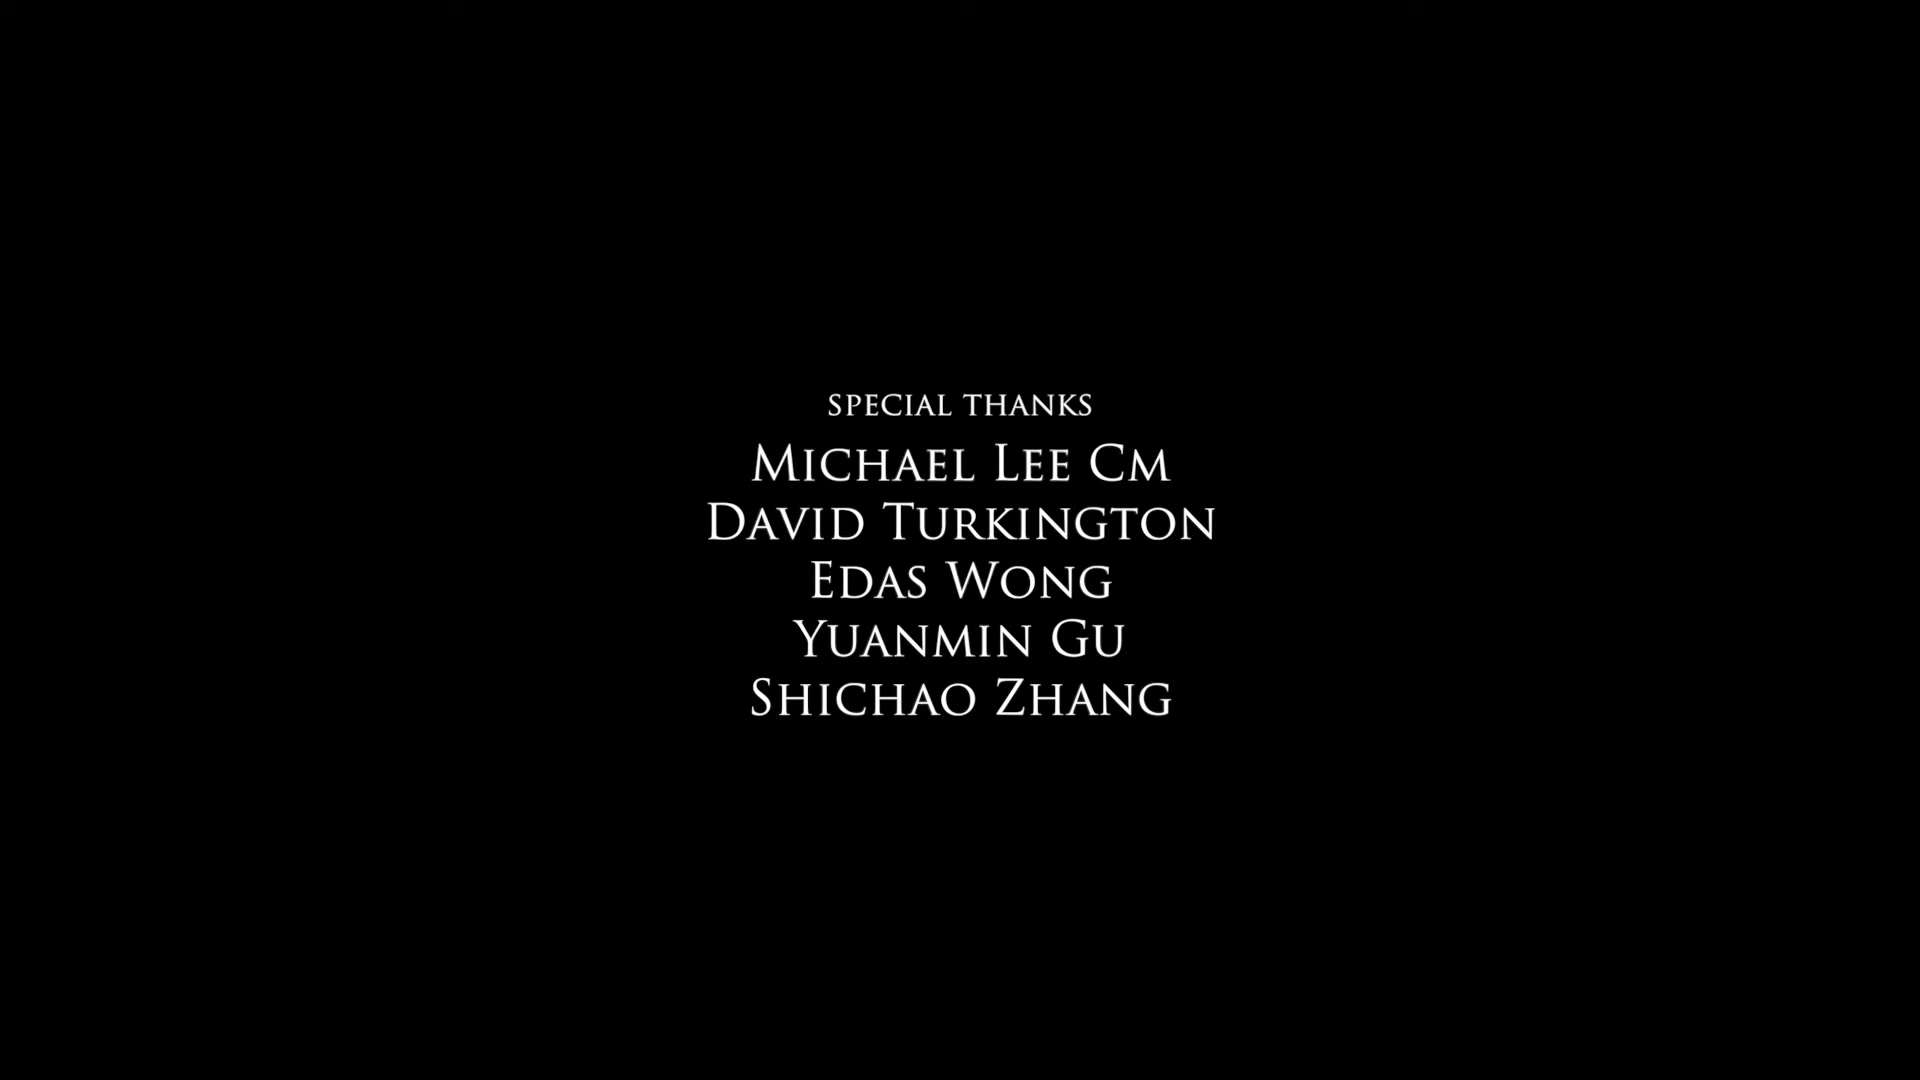 SPECIAL THANKS
MICHAEL LEE CM
DAVID TURKINGTON
EDAS WONG
YUANMIN GU
SHICHAO ZHANG